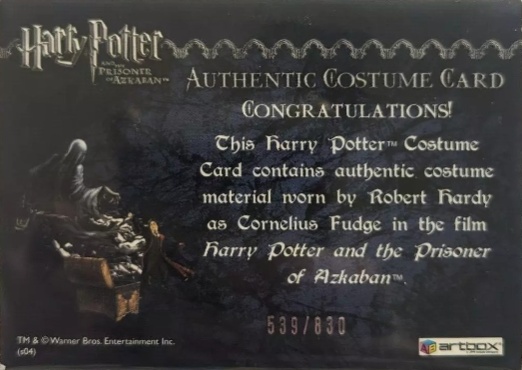 Harry Potter
AND THE
PRISONER
OF AZKABAN™
AUTHENTIC COSTUME CARD
CONGRATULATIONS!
This Harry Potter™ Costume
Card contains authentic costume
material worn by Robert Hardy
as Cornelius Fudge in the film
Harry Potter and the Prisoner
of Azkaban™.
539/830
TM & © Warner Bros. Entertainment Inc.
(s04)
artbox